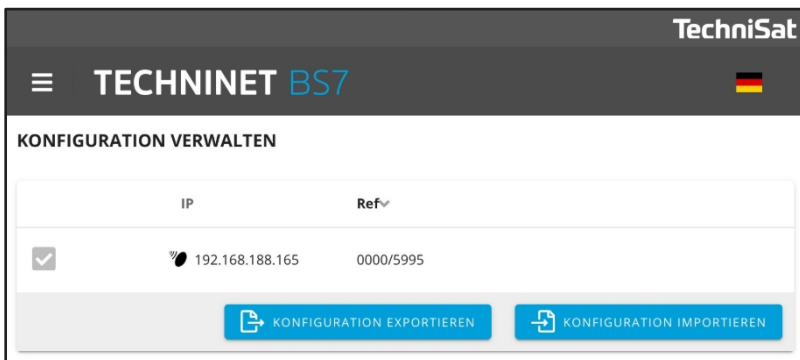 TechniSat
TECHNINET BS7
KONFIGURATION VERWALTEN
IP Ref
192.168.188.165 0000/5995
KONFIGURATION EXPORTIEREN KONFIGURATION IMPORTIEREN